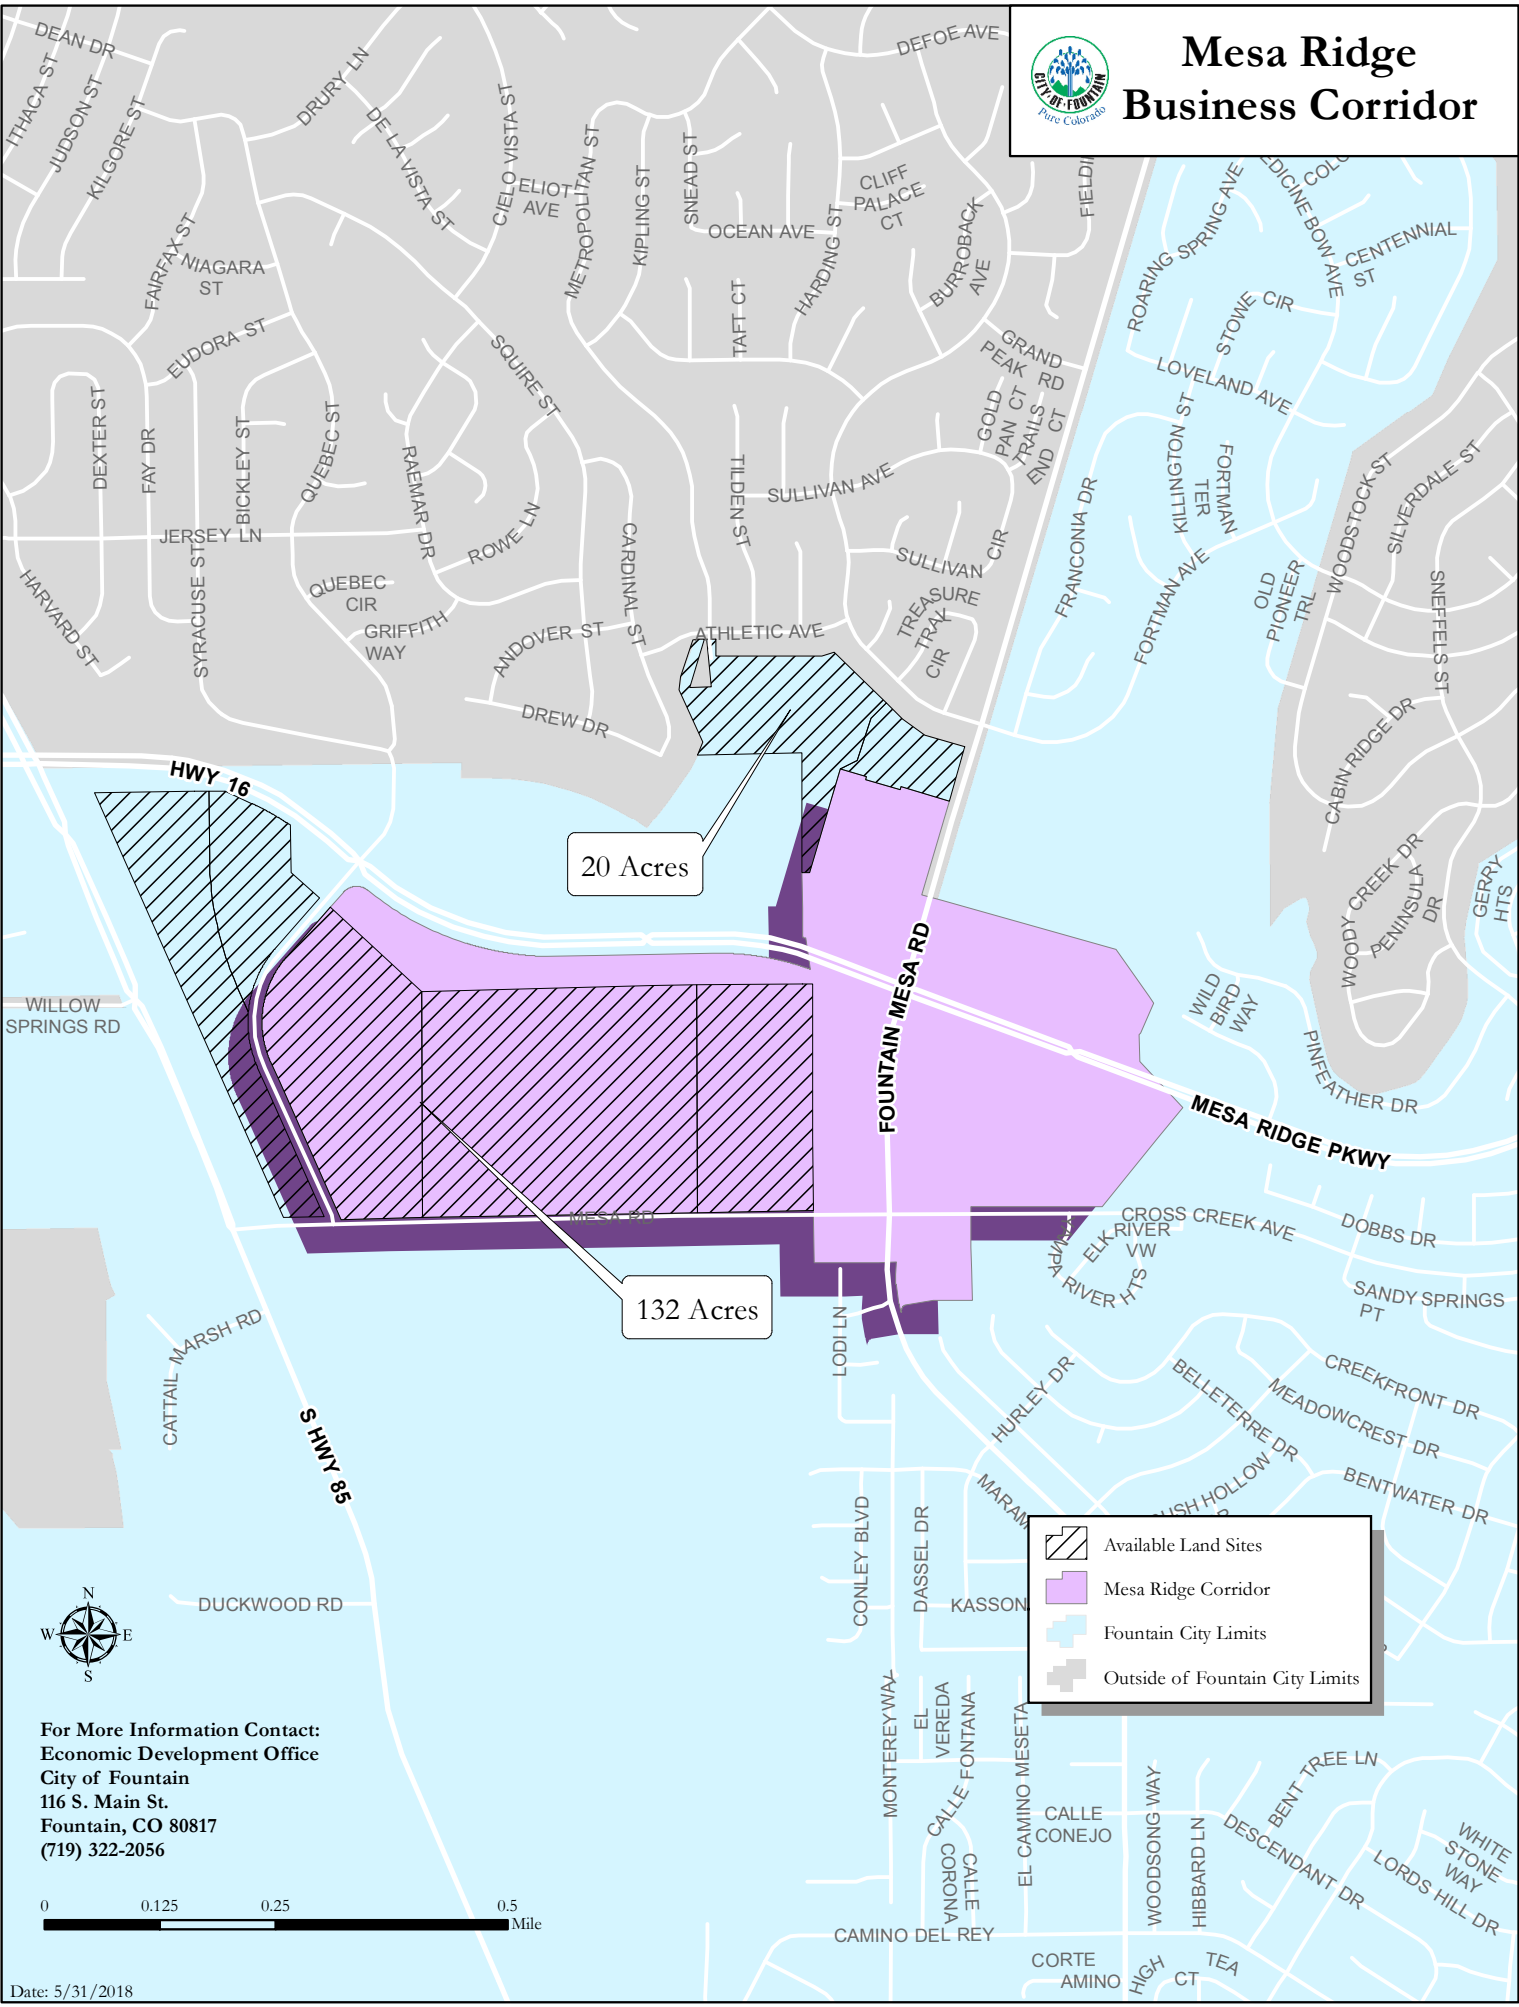 Mesa Ridge
Business Corridor
CITY OF FOUNTAIN
Pure Colorado
DEAN DR
ITHACA ST
JUDSON ST
KILGORE ST
DRURY LN
DE LA VISTA ST
CIELO VISTA ST
ELIOT
AVE
METROPOLITAN ST
KIPLING ST
SNEAD ST
OCEAN AVE
CLIFF
PALACE
CT
HARDING ST
DEFOE AVE
BURROBACK
AVE
ROARING SPRING AVE
CENTENNIAL
ST
FAIRFAX ST
NIAGARA
ST
EUDORA ST
TAFT CT
STOWE CIR
GRAND
PEAK RD
LOVELAND AVE
SQUIRE ST
DEXTER ST
FAY DR
BICKLEY ST
QUEBEC ST
RAEMAR DR
ROWE LN
CARDINAL ST
TILDEN ST
SULLIVAN AVE
GOLD
PAN CT
TRAILS
END CT
FRANCONIA DR
KILLINGTON ST
FORTMAN
TER
WOODSTOCK ST
SILVERDALE ST
JERSEY LN
SYRACUSE ST
HARVARD ST
QUEBEC
CIR
GRIFFITH
WAY
ANDOVER ST
DREW DR
ATHLETIC AVE
SULLIVAN CIR
TREASURE
TRAK
CIR
FORTMAN AVE
OLD
PIONEER
TRL
SNEFFELS ST
CABIN RIDGE DR
HWY 16
20 Acres
FOUNTAIN MESA RD
WOODY CREEK DR
PENINSULA
DR
GERRY
HTS
WILLOW
SPRINGS RD
WILD
BIRD
WAY
PINFEATHER DR
MESA RIDGE PKWY
MESA RD
132 Acres
CROSS CREEK AVE
ELK RIVER
VW
RIVER HTS
DOBBS DR
SANDY SPRINGS
PT
CATTAIL MARSH RD
LODI LN
S HWY 85
HURLEY DR
BELLETERRE DR
MEADOWCREST DR
CREEKFRONT DR
BENTWATER DR
CONLEY BLVD
DASSEL DR
KASSON
HOLLOW
Available Land Sites
Mesa Ridge Corridor
Fountain City Limits
Outside of Fountain City Limits
DUCKWOOD RD
N
W
E
S
For More Information Contact:
Economic Development Office
City of Fountain
116 S. Main St.
Fountain, CO 80817
(719) 322-2056
MONTEREY WAY
EL
VEREDA
CALLE FONTANA
EL CAMINO MESETA
CALLE
CONEJO
CALLE
CORONA
WOODSONG WAY
HIBBARD LN
BENT TREE LN
DESCENDANT DR
LORDS HILL DR
WHITE
STONE
WAY
CAMINO DEL REY
CORTE
AMINO
HIGH
TEA
CT
0
0.125
0.25
0.5
Mile
Date: 5/31/2018